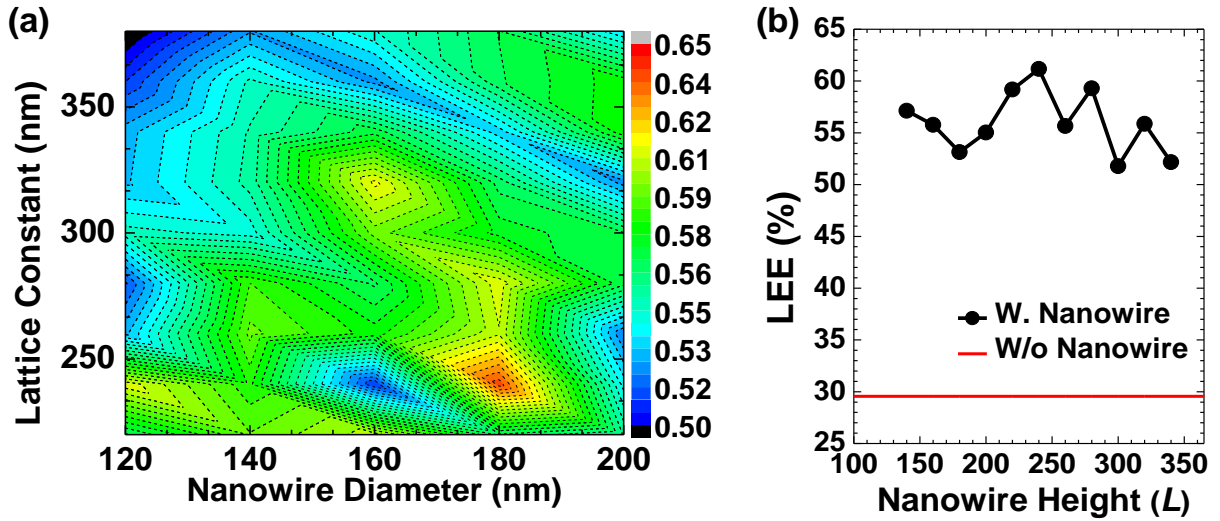 (a)
Lattice Constant (nm)
350
300
250
120 140 160 180 200
Nanowire Diameter (nm)
0.65
0.64
0.62
0.61
0.59
0.58
0.56
0.55
0.53
0.52
0.50
(b)
LEE (%)
65
60
55
50
45
40
35
30
25
W. Nanowire
W/o Nanowire
100 150 200 250 300 350
Nanowire Height (L)